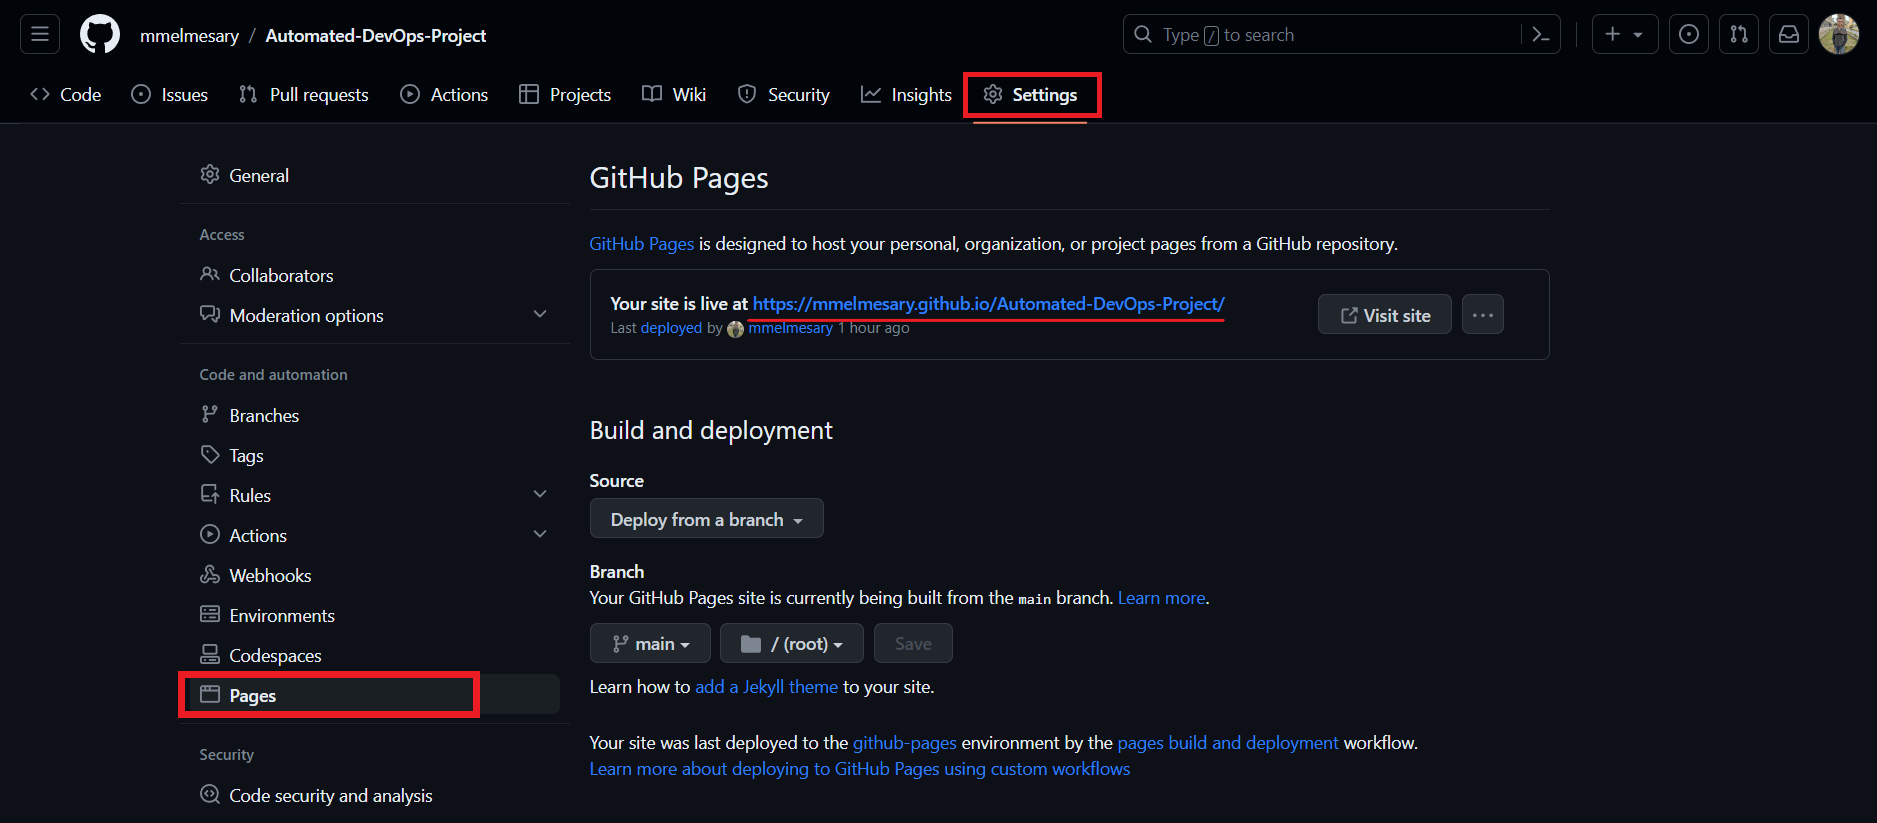 mmelmesary / Automated-DevOps-Project
Type / to search
Code Issues Pull requests Actions Projects Wiki Security Insights Settings
General
Access
Collaborators
Moderation options
Code and automation
Branches
Tags
Rules
Actions
Webhooks
Environments
Codespaces
Pages
Security
Code security and analysis
GitHub Pages
GitHub Pages is designed to host your personal, organization, or project pages from a GitHub repository.
Your site is live at https://mmelmesary.github.io/Automated-DevOps-Project/
Last deployed by mmelmesary 1 hour ago
Visit site
Build and deployment
Source
Deploy from a branch
Branch
Your GitHub Pages site is currently being built from the main branch. Learn more.
main / (root) Save
Learn how to add a Jekyll theme to your site.
Your site was last deployed to the github-pages environment by the pages build and deployment workflow.
Learn more about deploying to GitHub Pages using custom workflows